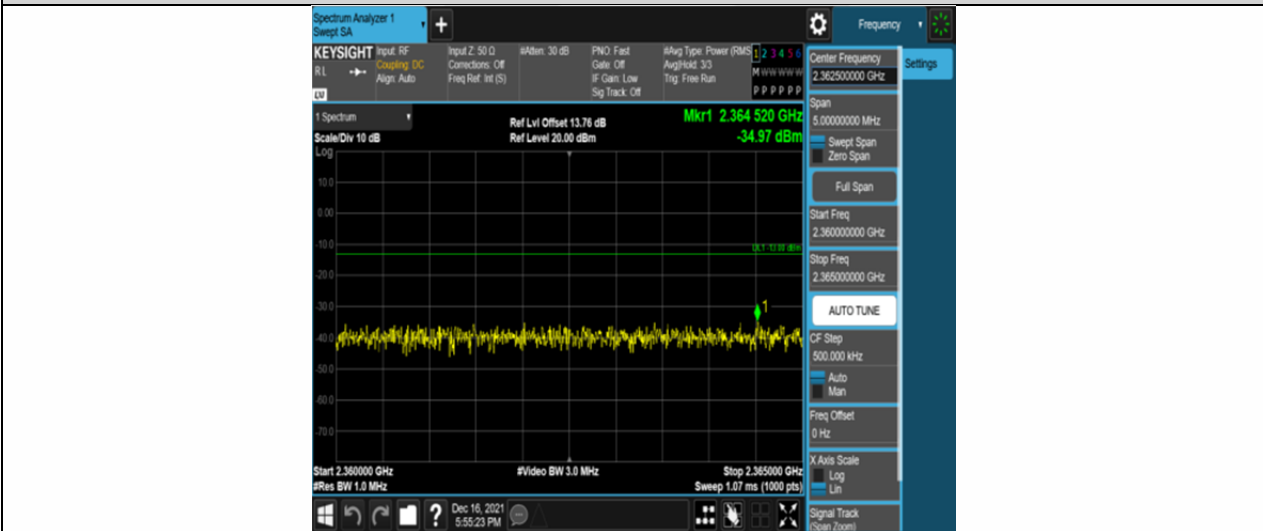 Spectrum Analyzer 1
Swept SA
+
Frequency
KEYSIGHT
Input: RF
Coupling: DC
Align: Auto
Input Z: 50 Ω
Corrections: Off
Freq Ref: Int (S)
#Atten: 30 dB
PNO: Fast
Gate: Off
IF Gain: Low
Sig Track: Off
#Avg Type: Power (RMS
Avg|Hold: 3/3
Trig: Free Run
1 2 3 4 5 6
M W W W W W
P P P P P P
R L
LXI
Center Frequency
2.362500000 GHz
Settings
Span
5.00000000 MHz
Swept Span
Zero Span
Full Span
Start Freq
2.360000000 GHz
Stop Freq
2.365000000 GHz
AUTO TUNE
CF Step
500.000 kHz
Auto
Man
Freq Offset
0 Hz
X Axis Scale
Log
Lin
Signal Track
(Span Zoom)
1 Spectrum
Scale/Div 10 dB
Log
Ref Lvl Offset 13.76 dB
Ref Level 20.00 dBm
Mkr1 2.364 520 GHz
-34.97 dBm
10.0
0.00
-10.0
DL1 -13.00 dBm
-20.0
-30.0
1
-40.0
-50.0
-60.0
-70.0
Start 2.360000 GHz
#Video BW 3.0 MHz
Stop 2.365000 GHz
#Res BW 1.0 MHz
Sweep 1.07 ms (1000 pts)
?
Dec 16, 2021
5:55:23 PM